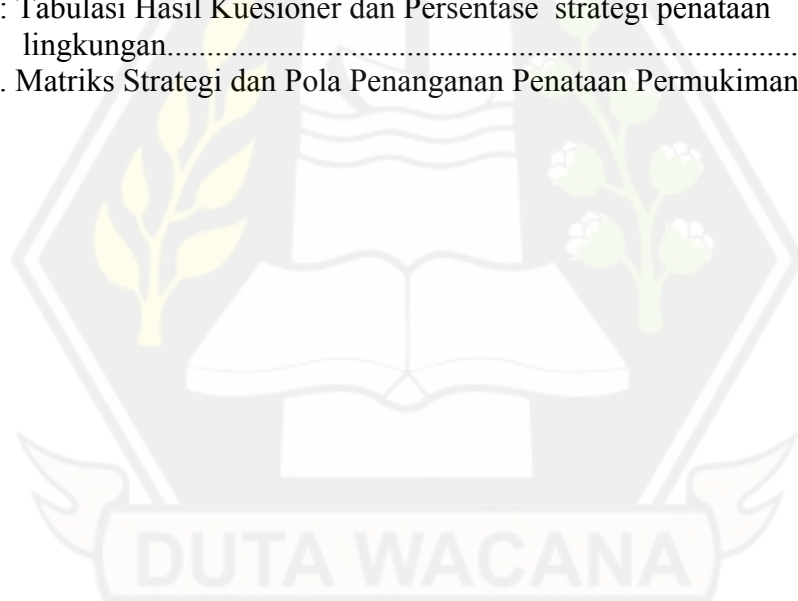 : Tabulasi Hasil Kuesioner dan Persentase strategi penataan
lingkungan..............................................................................
. Matriks Strategi dan Pola Penanganan Penataan Permukiman
DUTA WACANA